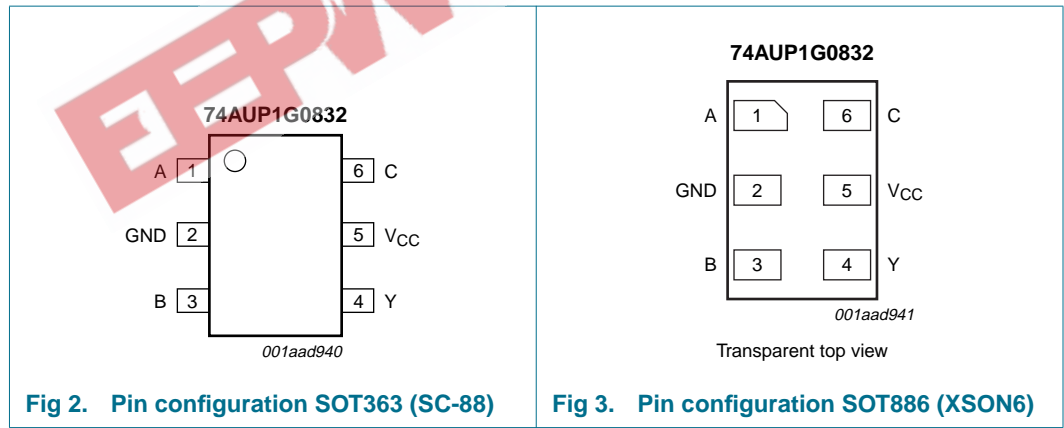 EEPW
74AUP1G0832
A 1 6 C
GND 2 5 VCC
B 3 4 Y
001aad940
Fig 2. Pin configuration SOT363 (SC-88)
74AUP1G0832
A 1 6 C
GND 2 5 VCC
B 3 4 Y
001aad941
Transparent top view
Fig 3. Pin configuration SOT886 (XSON6)